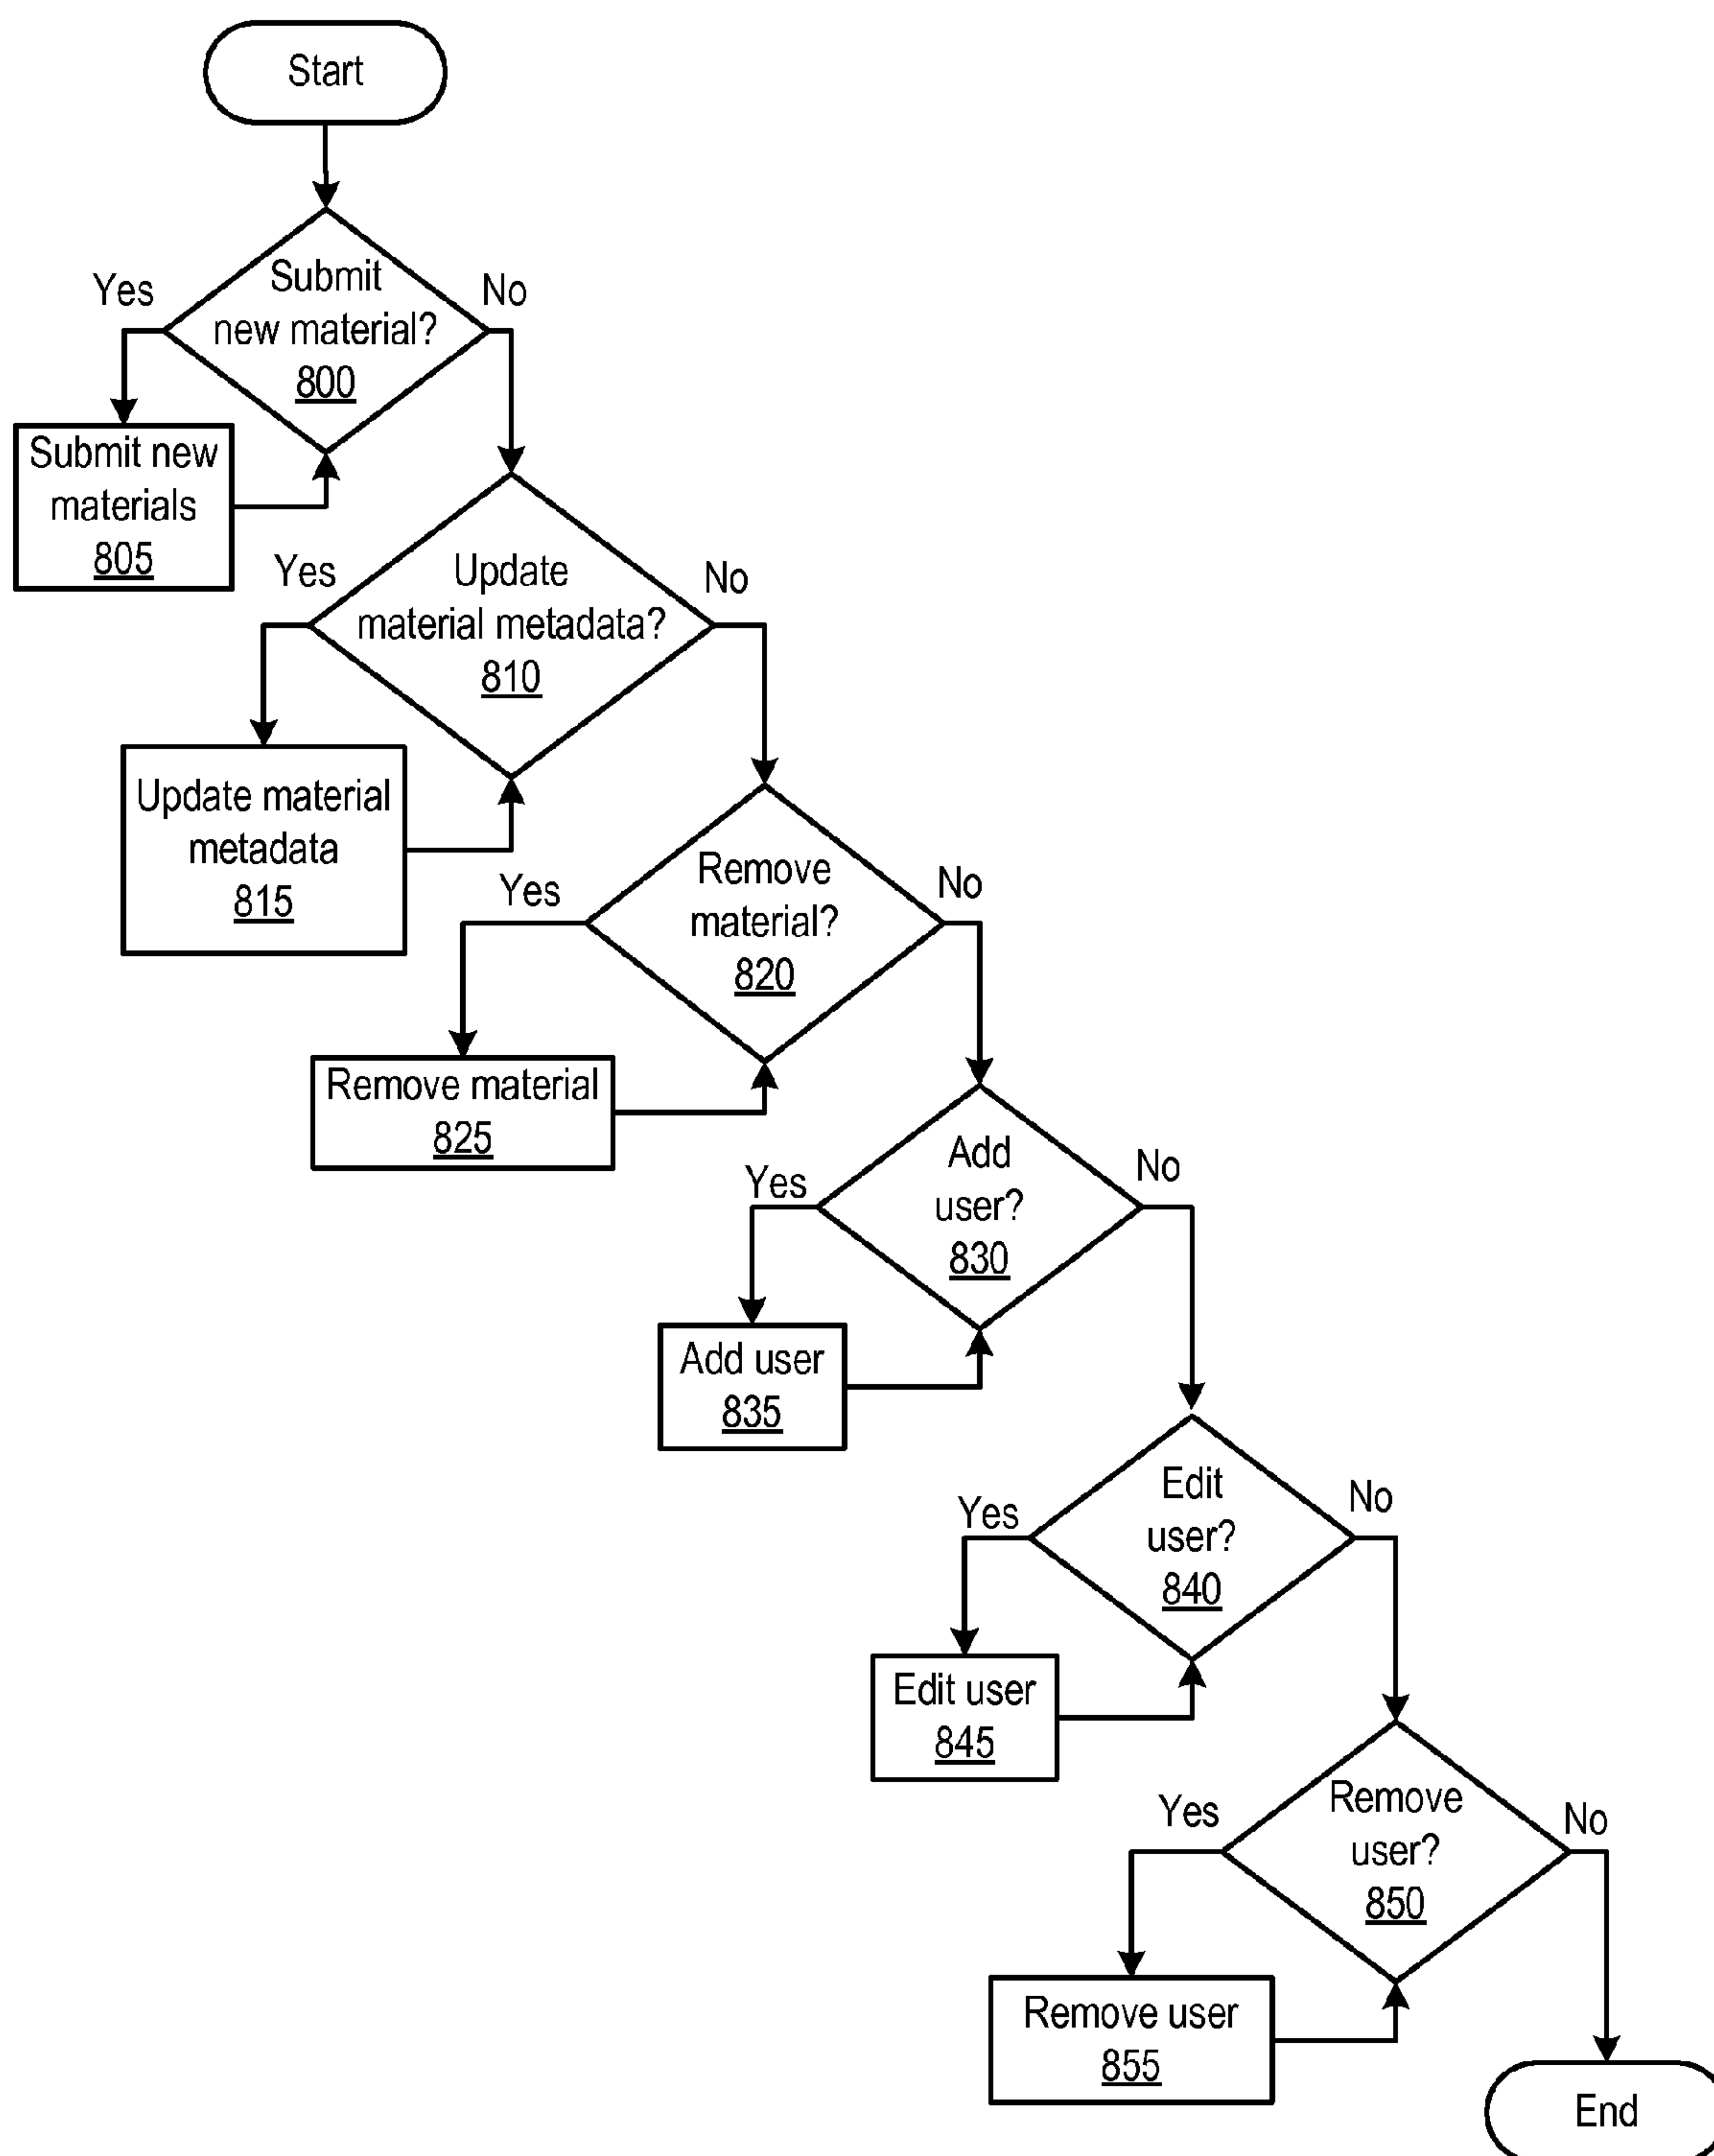 Start
Yes
Submit
new material?
800
No
Submit new
materials
805
Yes
Update
material metadata?
810
No
Update material
metadata
815
Yes
Remove
material?
820
No
Remove material
825
Yes
Add
user?
830
No
Add user
835
Yes
Edit
user?
840
No
Edit user
845
Yes
Remove
user?
850
No
Remove user
855
End